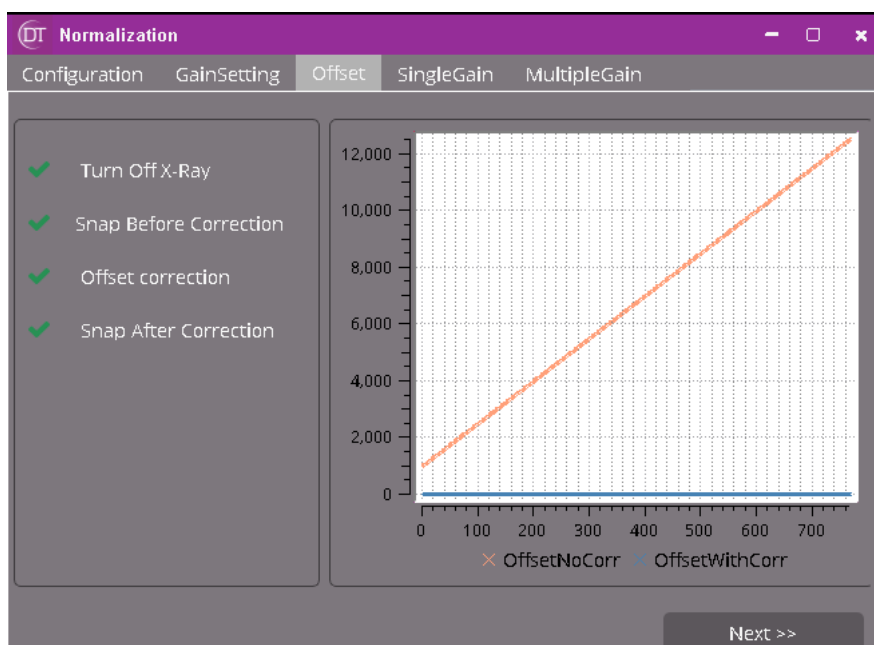 DT Normalization
Configuration GainSetting Offset SingleGain MultipleGain
Turn Off X-Ray
Snap Before Correction
Offset correction
Snap After Correction
12,000
10,000
8,000
6,000
4,000
2,000
0
0 100 200 300 400 500 600 700
OffsetNoCorr OffsetWithCorr
Next >>